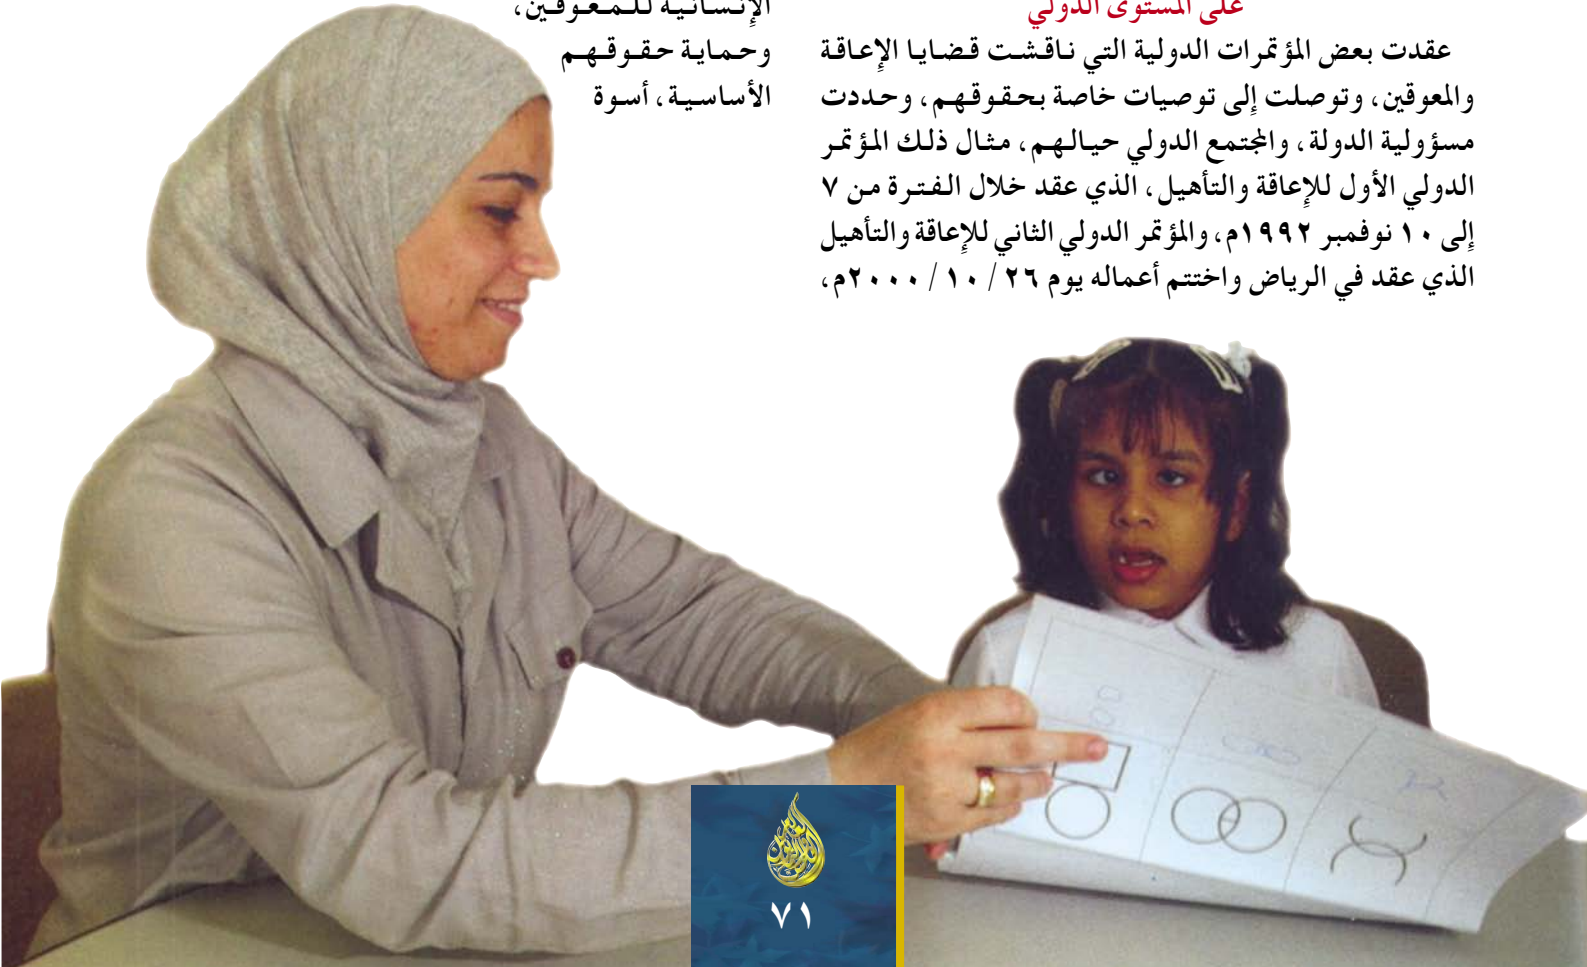 على المستوى الدولي
عقدت بعض المؤتمرات الدولية التي ناقشت قضايا الإعاقة
والمعوقين، وتوصلت إلى توصيات خاصة بحقوقهم، وحددت
مسؤولية الدولة، والمجتمع الدولي حيالهم، مثال ذلك المؤتمر
الدولي الأول للإعاقة والتأهيل، الذي عقد خلال الفترة من ٧
إلى ١٠ نوفمبر ١٩٩٢م، والمؤتمر الدولي الثاني للإعاقة والتأهيل
الذي عقد في الرياض واختتم أعماله يوم ٢٦ / ١٠ / ٢٠٠٠م،
الإنسانية للمعوقين،
وحماية حقوقهم
الأساسية، أسوة
٧١